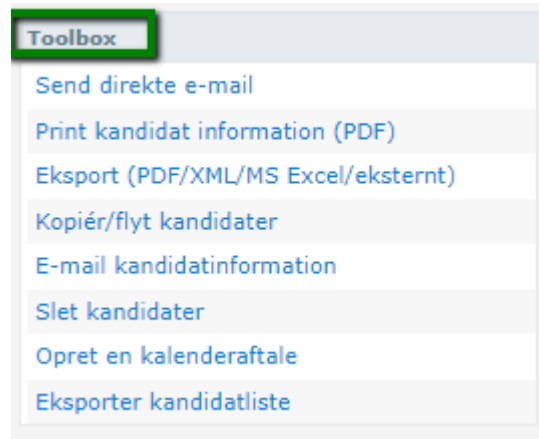 Toolbox
Send direkte e-mail
Print kandidat information (PDF)
Eksport (PDF/XML/MS Excel/eksternt)
Kopiér/flyt kandidater
E-mail kandidatinformation
Slet kandidater
Opret en kalenderaftale
Eksporter kandidatliste